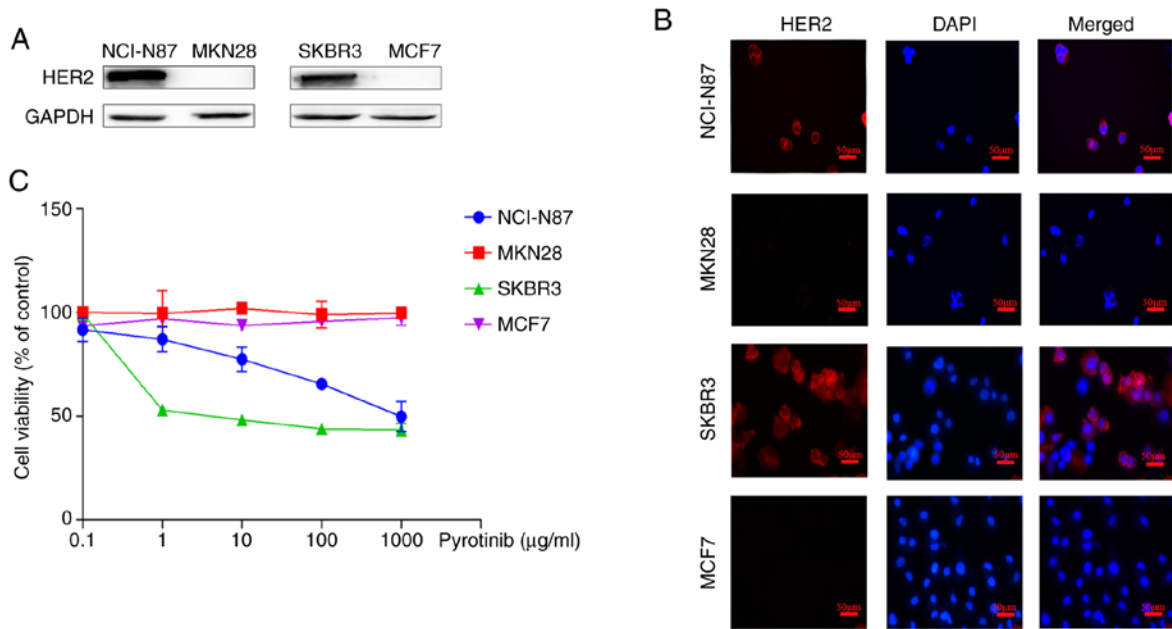 A
NCI-N87 MKN28 SKBR3 MCF7
HER2
GAPDH
B
HER2 DAPI Merged
NCI-N87
50μm 50μm 50μm
MKN28
50μm 50μm 50μm
SKBR3
50μm 50μm 50μm
MCF7
50μm 50μm 50μm
C
Cell viability (% of control)
150
100
50
0
0.1 1 10 100 1000 Pyrotinib (μg/ml)
NCI-N87
MKN28
SKBR3
MCF7